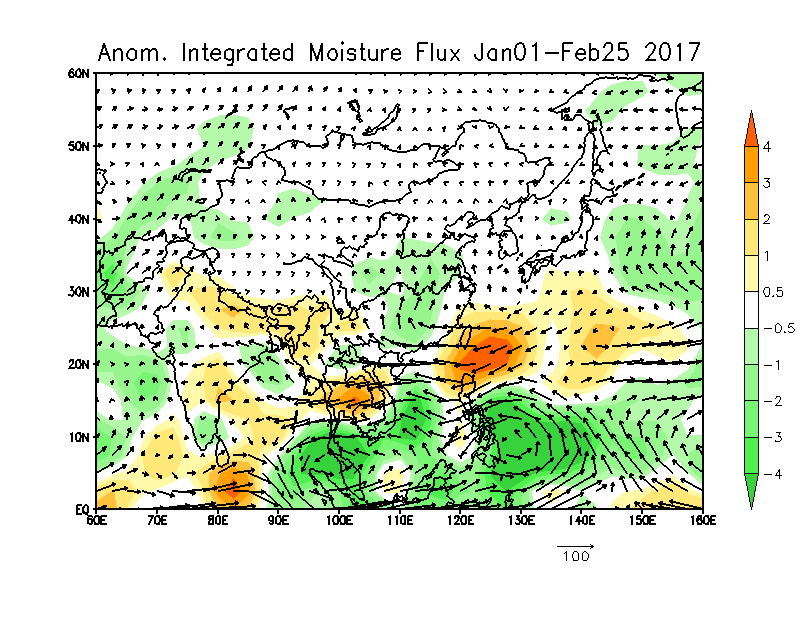 Anom. Integrated Moisture Flux Jan01-Feb25 2017
60N
50N
40N
30N
20N
10N
EQ
60E 70E 80E 90E 100E 110E 120E 130E 140E 150E 160E
4
3
2
1
0.5
-0.5
-1
-2
-3
-4
100